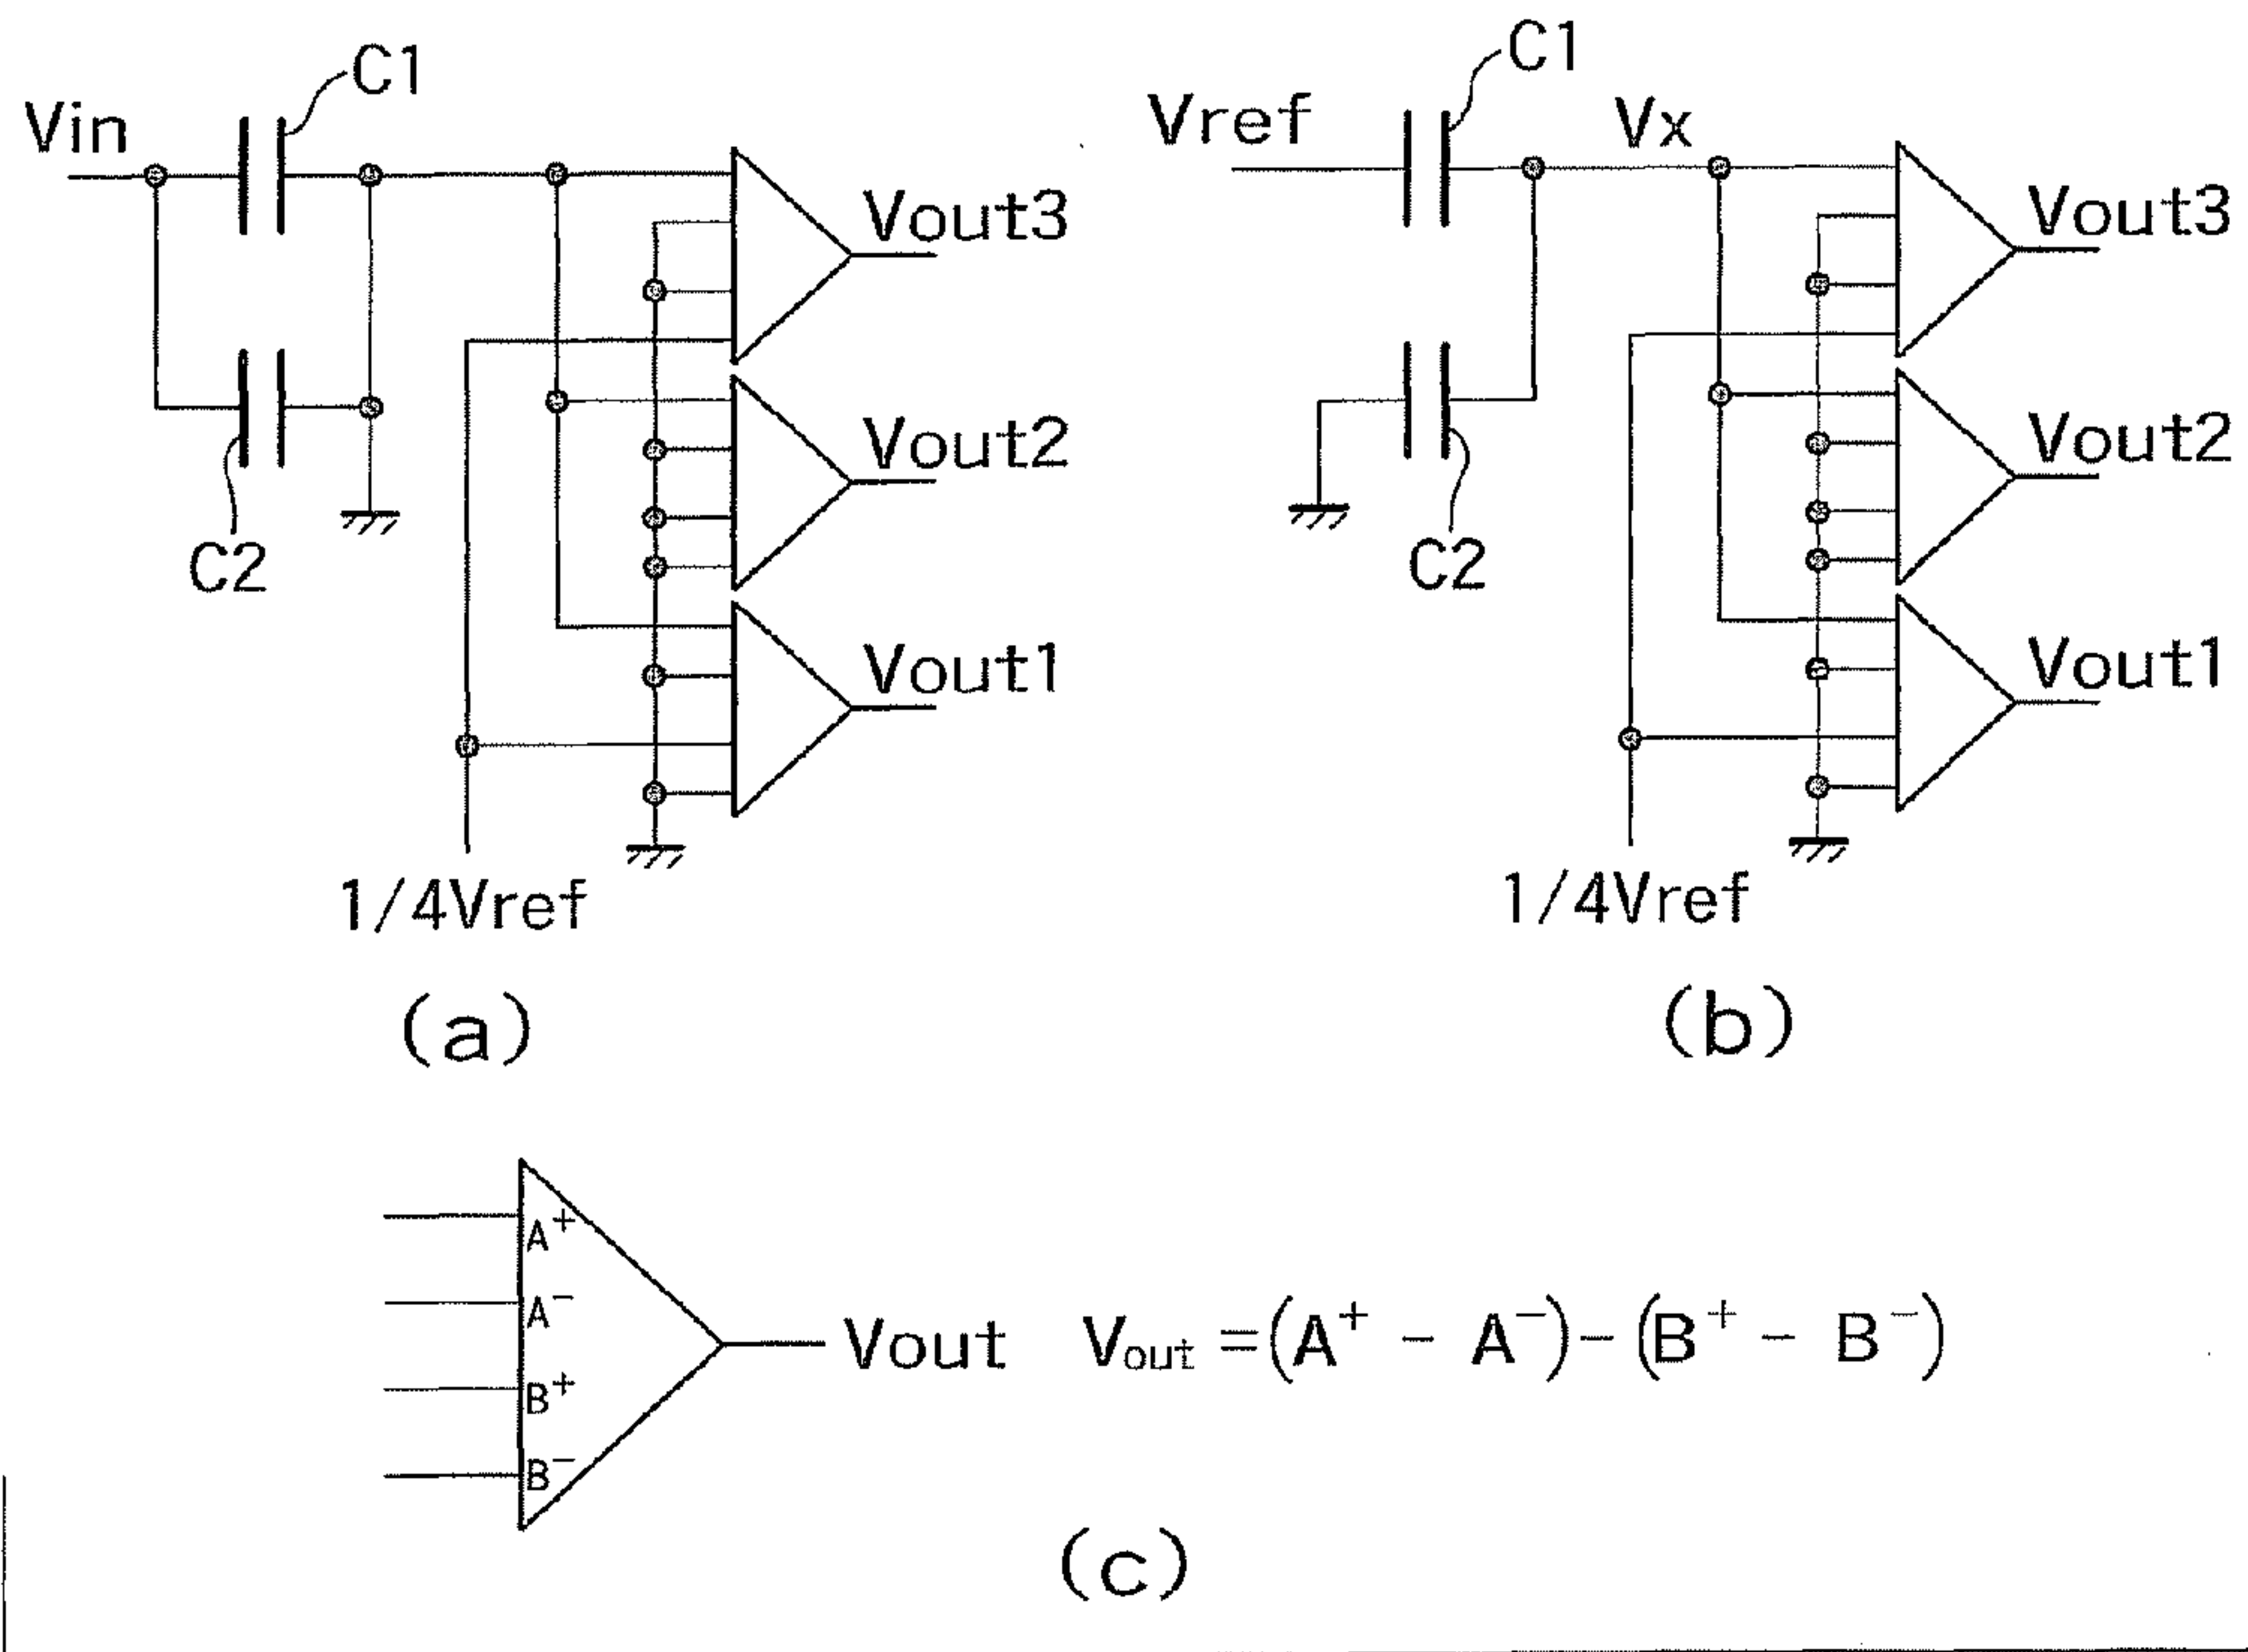 C1
Vin
Vout3
Vout2
C2
Vout1
1/4Vref
(a)
C1
Vref
Vx
Vout3
Vout2
C2
Vout1
1/4Vref
(b)
A⁺
A⁻
B⁺
B⁻
Vout
Vout =(A⁺ − A⁻)−(B⁺ − B⁻)
(c)